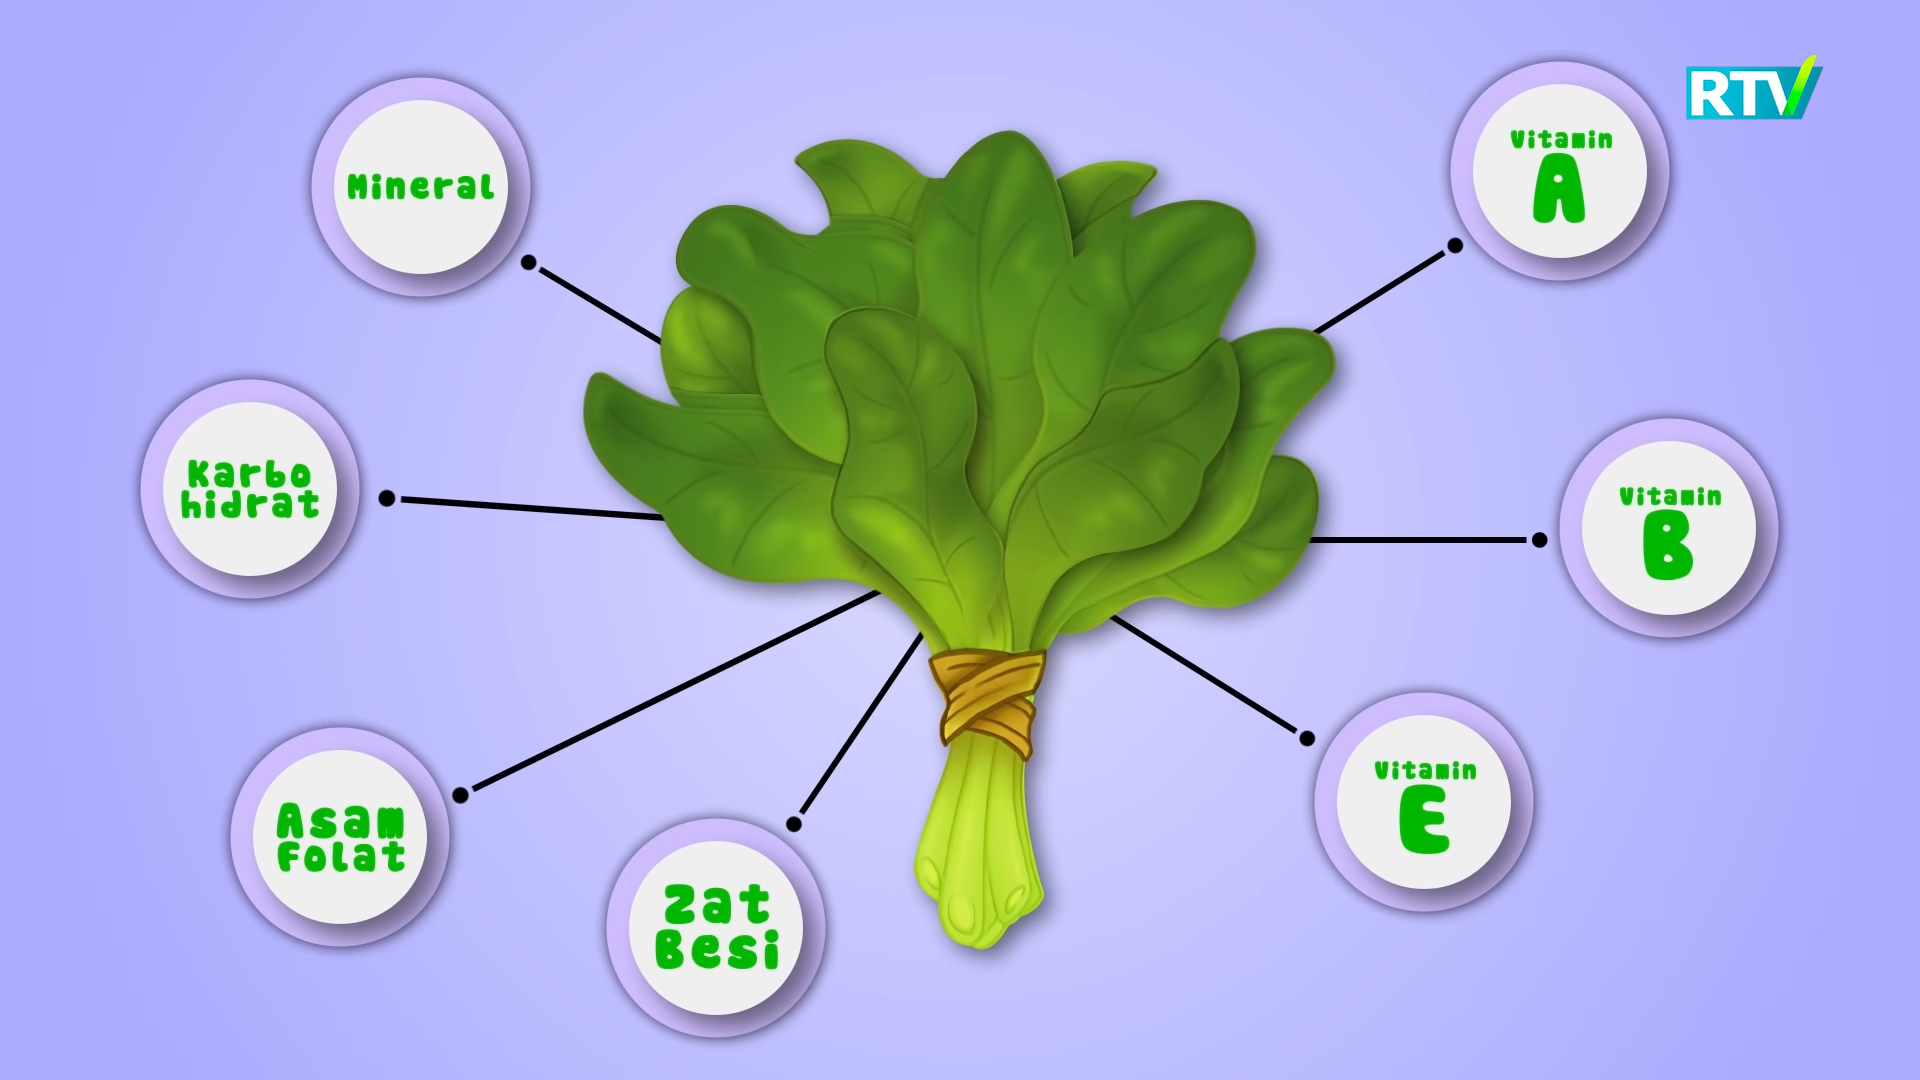 Mineral
Karbo
hidrat
Asam
Folat
Zat
Besi
Vitamin
A
Vitamin
B
Vitamin
E
RTV